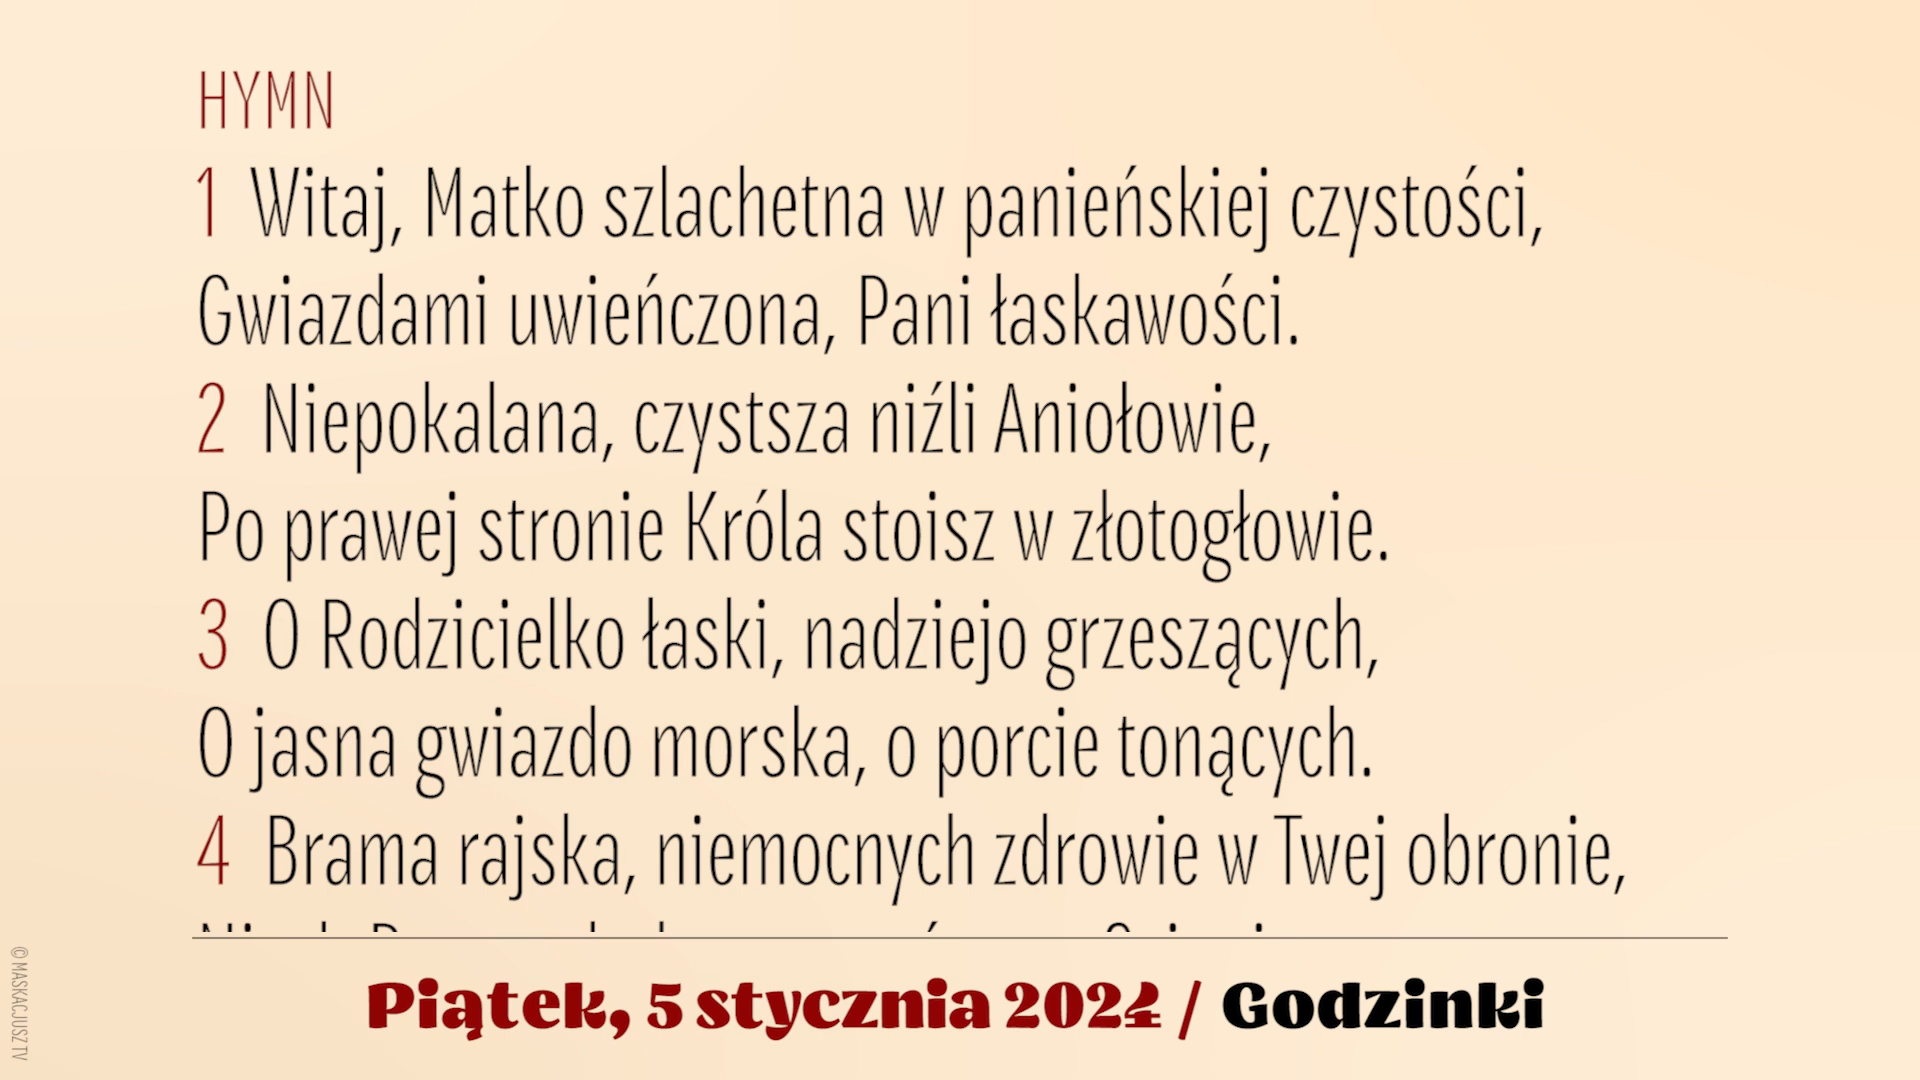 HYMN
1 Witaj, Matko szlachetna w panieńskiej czystości,
Gwiazdami uwieńczona, Pani łaskawości.
2 Niepokalana, czystsza niźli Aniołowie,
Po prawej stronie Króla stoisz w złotogłowie.
3 O Rodzicielko łaski, nadziejo grzeszących,
O jasna gwiazdo morska, o porcie tonących.
4 Brama rajska, niemocnych zdrowie w Twej obronie,
Piątek, 5 stycznia 2024 / Godzinki
© MASKACJUSZ TV